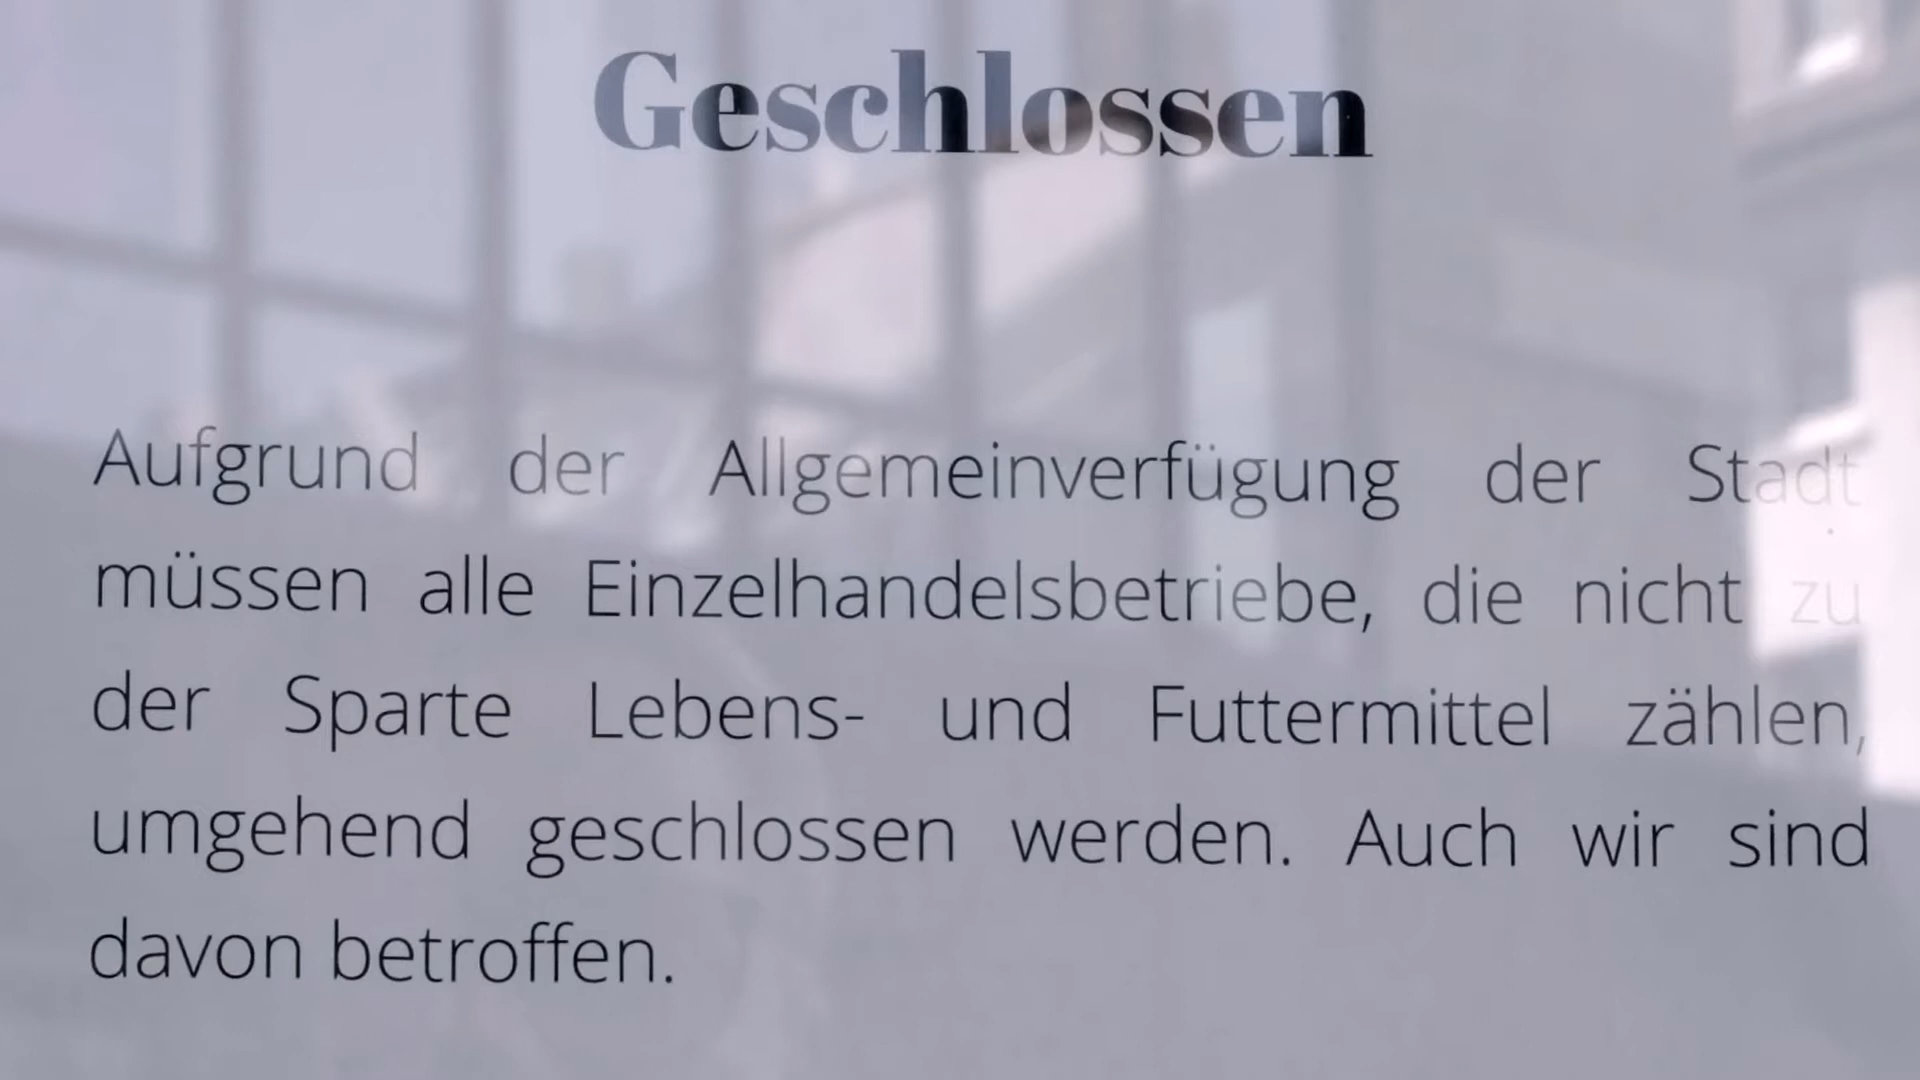 Geschlossen
Aufgrund der Allgemeinverfügung der Stadt
müssen alle Einzelhandelsbetriebe, die nicht zu
der Sparte Lebens- und Futtermittel zählen,
umgehend geschlossen werden. Auch wir sind
davon betroffen.